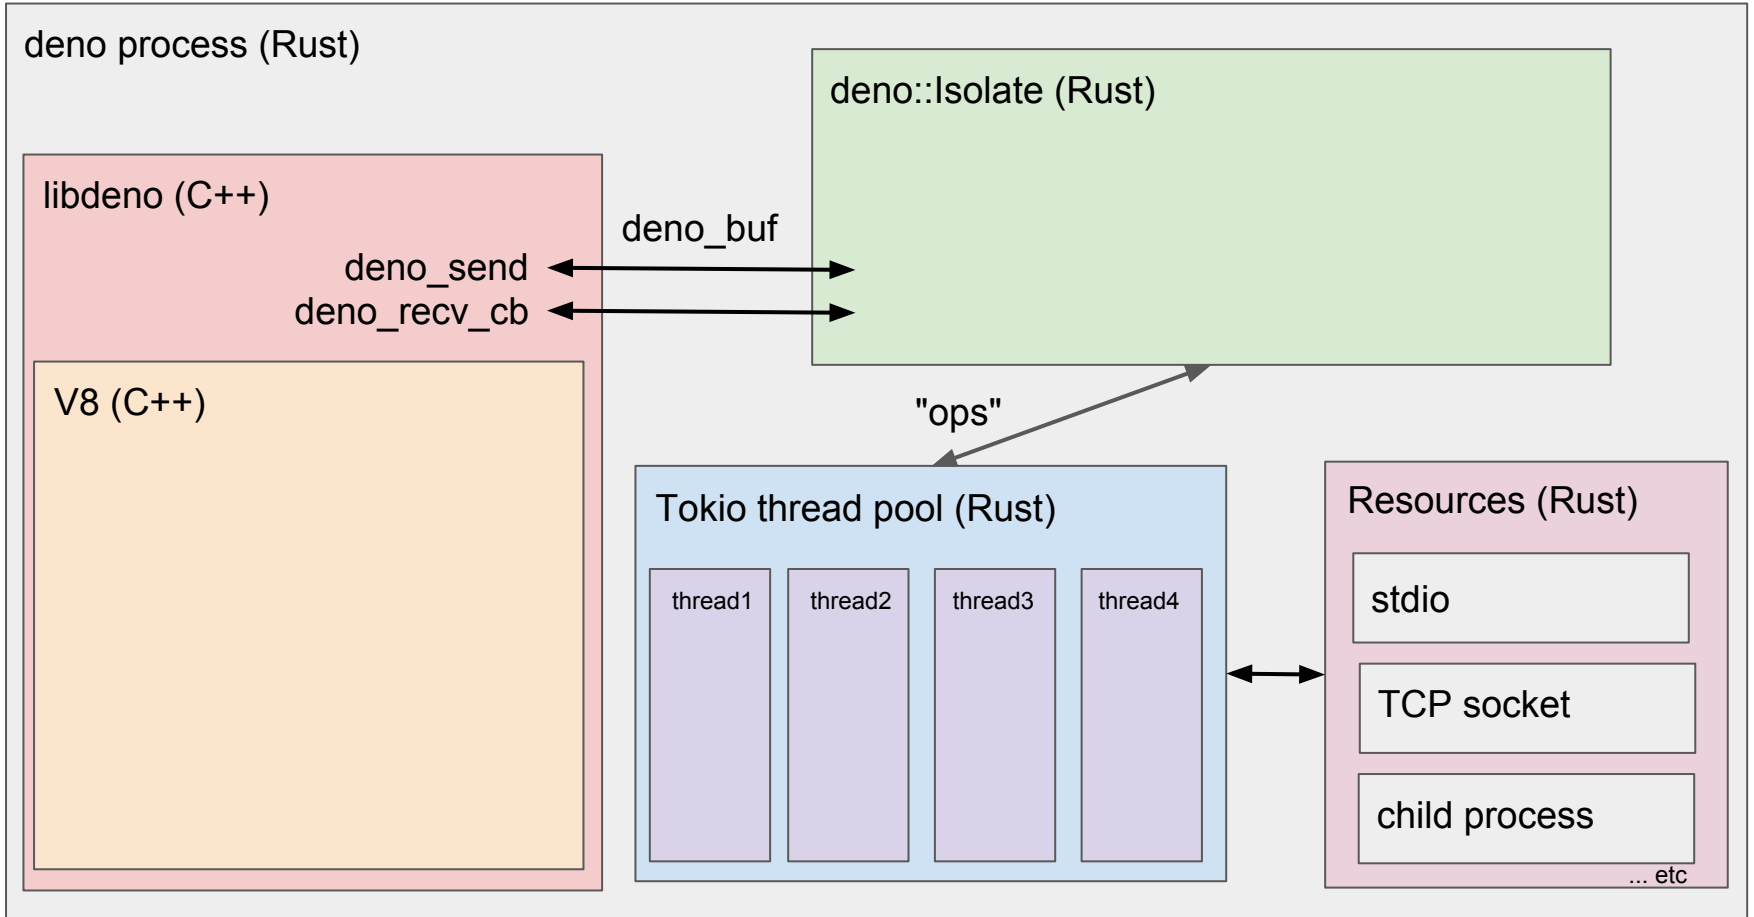 deno process (Rust)
deno::Isolate (Rust)
libdeno (C++)
deno_buf
deno_send
deno_recv_cb
V8 (C++)
"ops"
Tokio thread pool (Rust)
thread1
thread2
thread3
thread4
Resources (Rust)
stdio
TCP socket
child process
... etc